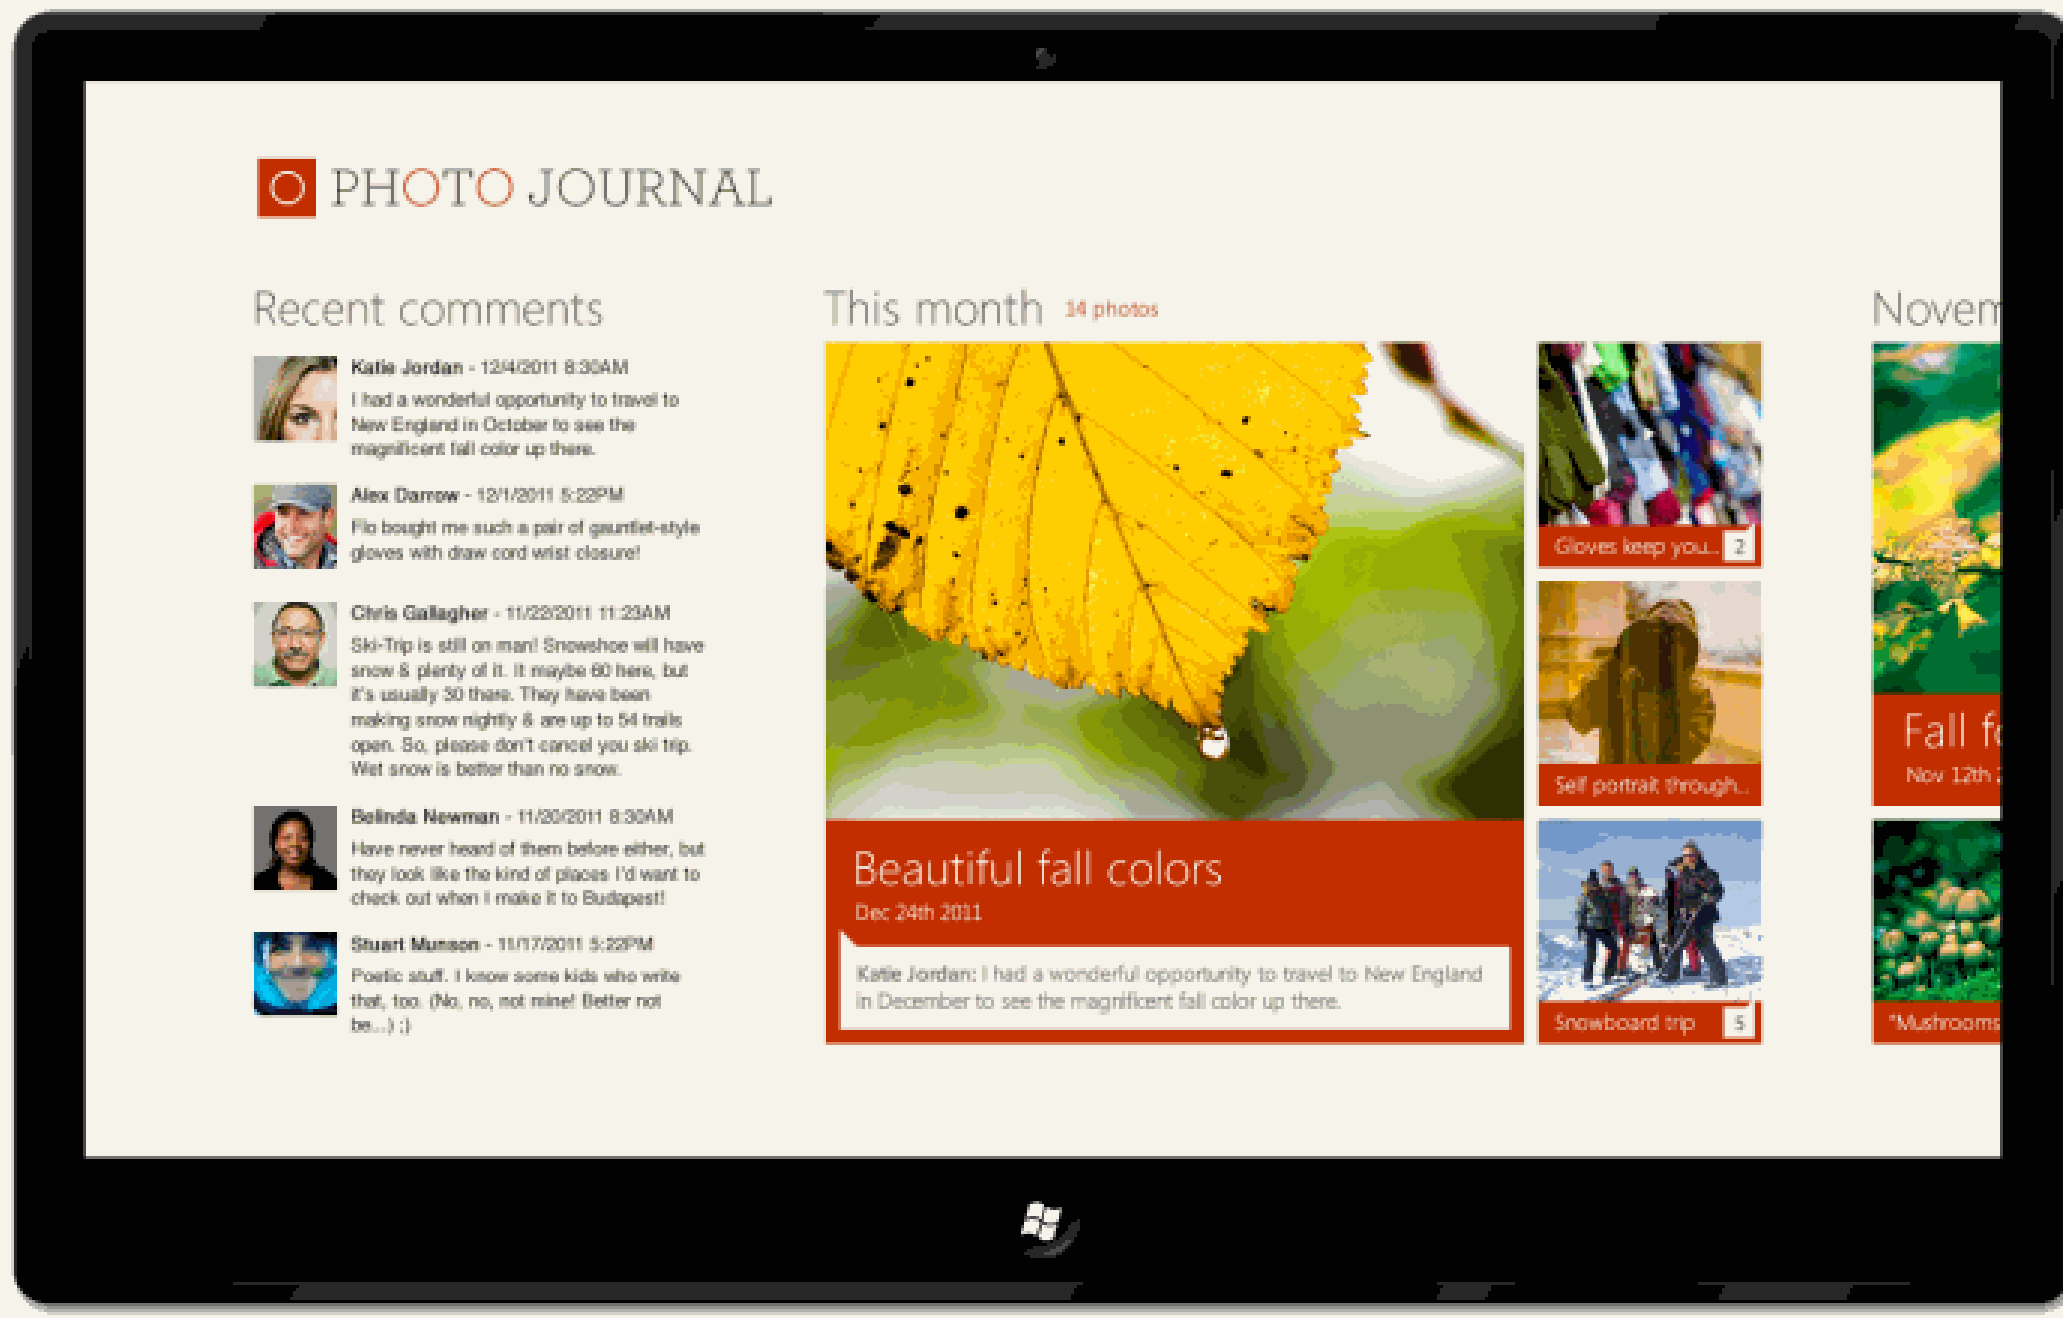 PHOTO JOURNAL
Recent comments
Katie Jordan - 12/4/2011 8:30AM
I had a wonderful opportunity to travel to
New England in October to see the
magnificent fall color up there.
Alex Darrow - 12/1/2011 5:22PM
Flo bought me such a pair of gauntlet-style
gloves with draw cord wrist closure!
Chris Gallagher - 11/22/2011 11:23AM
Ski-Trip is still on man! Snowshoe will have
snow & plenty of it. It maybe 60 here, but
it's usually 30 there. They have been
making snow nightly & are up to 54 trails
open. So, please don't cancel you ski trip.
Wet snow is better than no snow.
Belinda Newman - 11/20/2011 8:30AM
Have never heard of them before either, but
they look like the kind of places I'd want to
check out when I make it to Budapest!
Stuart Munson - 11/17/2011 5:22PM
Poetic stuff. I know some kids who write
that, too. (No, no, not mine! Better not
be...) ;)
This month 14 photos
Beautiful fall colors
Dec 24th 2011
Katie Jordan: I had a wonderful opportunity to travel to New England
in December to see the magnificent fall color up there.
Gloves keep you... 2
Self portrait through...
Snowboard trip 5
Novem
Fall fo
Nov 12th 2
"Mushrooms